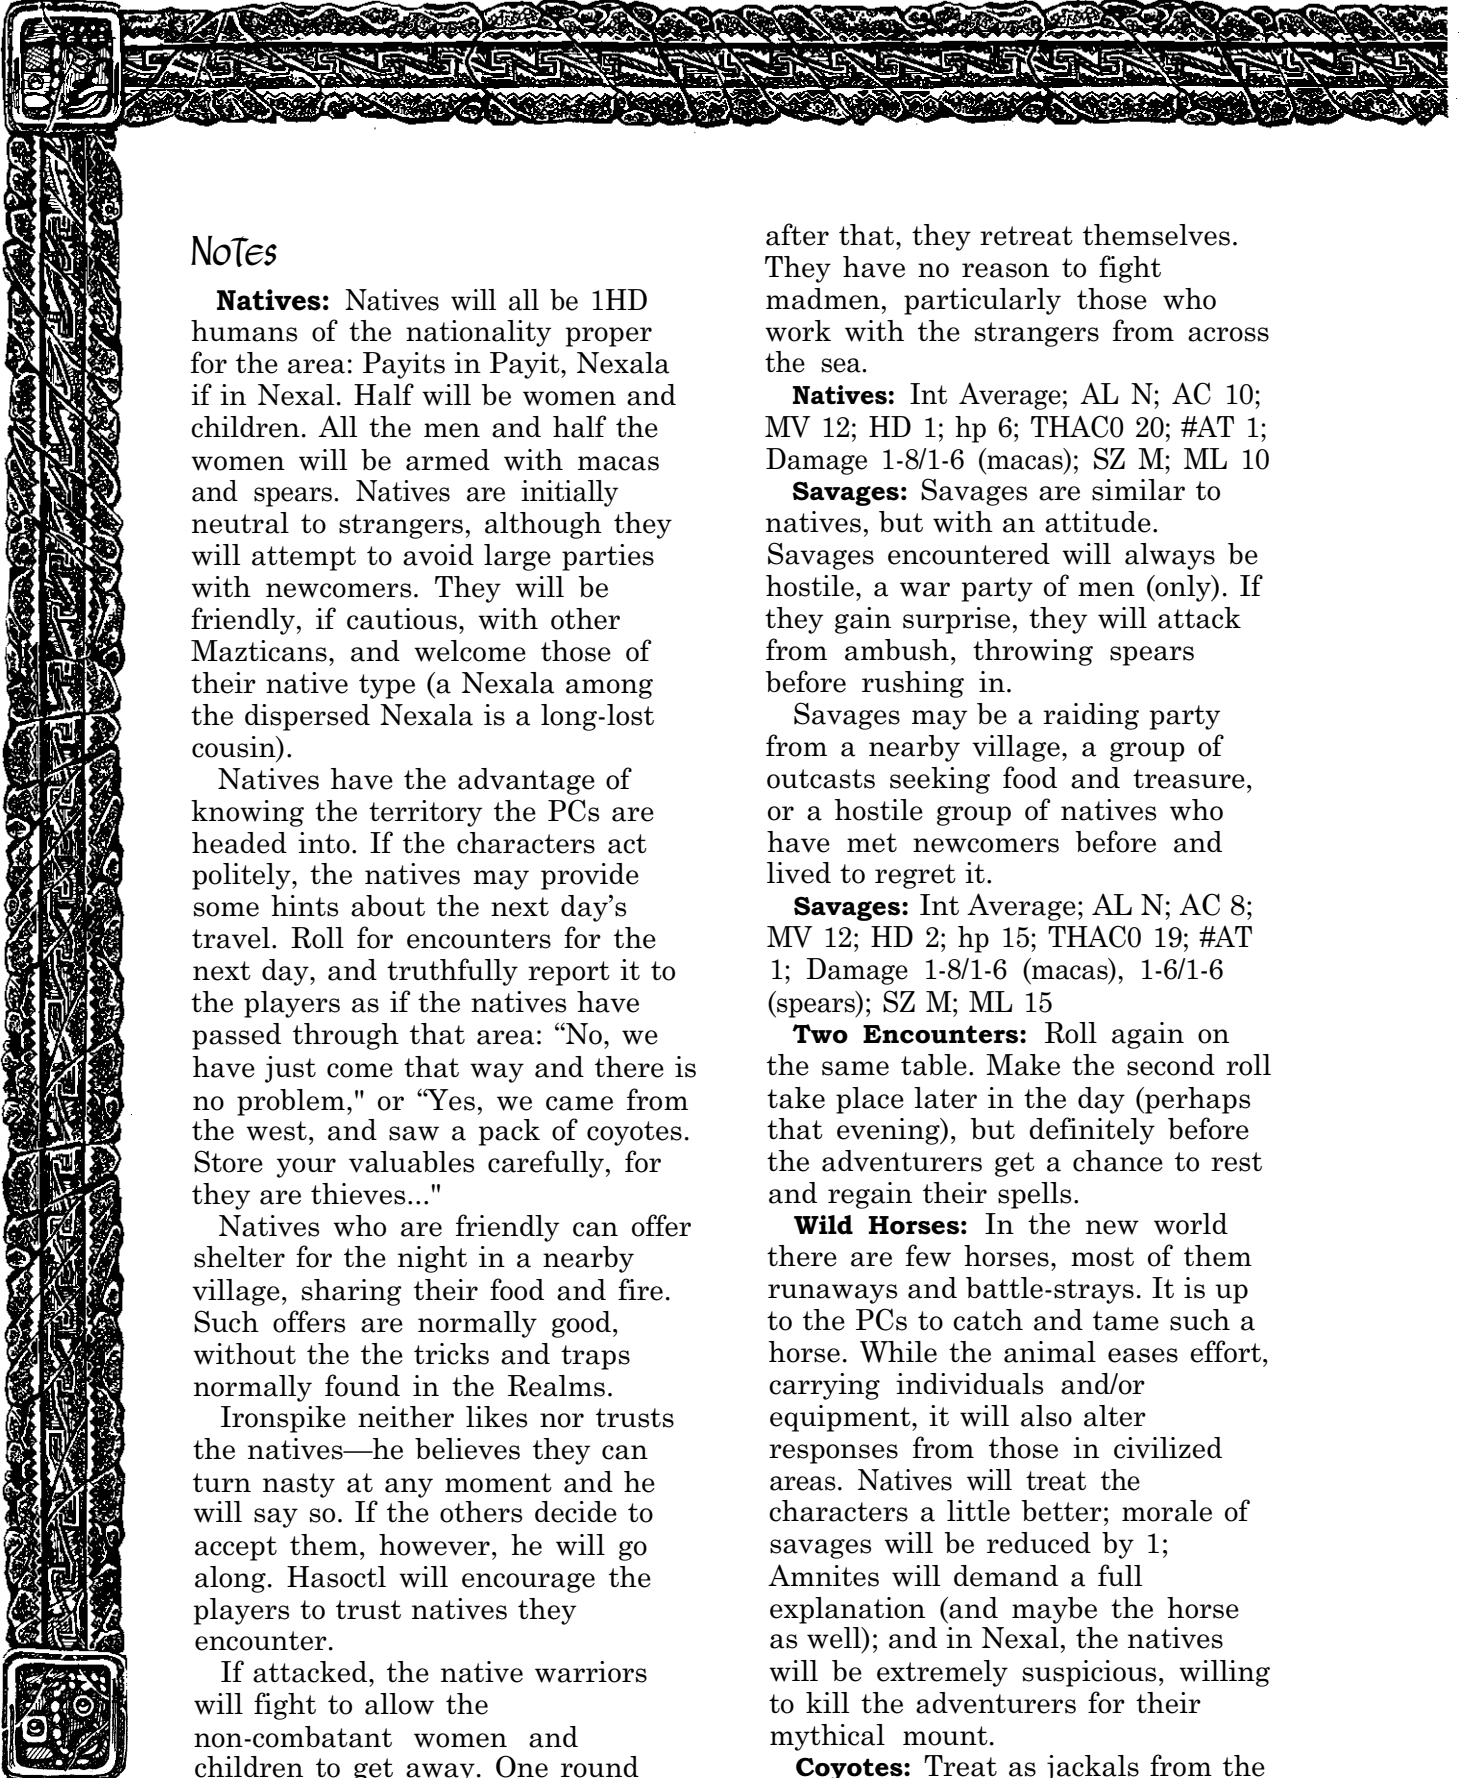 Notes
Natives: Natives will all be 1HD
humans of the nationality proper
for the area: Payits in Payit, Nexala
if in Nexal. Half will be women and
children. All the men and half the
women will be armed with macas
and spears. Natives are initially
neutral to strangers, although they
will attempt to avoid large parties
with newcomers. They will be
friendly, if cautious, with other
Mazticans, and welcome those of
their native type (a Nexala among
the dispersed Nexala is a long-lost
cousin).
Natives have the advantage of
knowing the territory the PCs are
headed into. If the characters act
politely, the natives may provide
some hints about the next day’s
travel. Roll for encounters for the
next day, and truthfully report it to
the players as if the natives have
passed through that area: “No, we
have just come that way and there is
no problem," or “Yes, we came from
the west, and saw a pack of coyotes.
Store your valuables carefully, for
they are thieves..."
Natives who are friendly can offer
shelter for the night in a nearby
village, sharing their food and fire.
Such offers are normally good,
without the the tricks and traps
normally found in the Realms.
Ironspike neither likes nor trusts
the natives—he believes they can
turn nasty at any moment and he
will say so. If the others decide to
accept them, however, he will go
along. Hasoctl will encourage the
players to trust natives they
encounter.
If attacked, the native warriors
will fight to allow the
non-combatant women and
children to get away. One round
after that, they retreat themselves.
They have no reason to fight
madmen, particularly those who
work with the strangers from across
the sea.
Natives: Int Average; AL N; AC 10;
MV 12; HD 1; hp 6; THAC0 20; #AT 1;
Damage 1-8/1-6 (macas); SZ M; ML 10
Savages: Savages are similar to
natives, but with an attitude.
Savages encountered will always be
hostile, a war party of men (only). If
they gain surprise, they will attack
from ambush, throwing spears
before rushing in.
Savages may be a raiding party
from a nearby village, a group of
outcasts seeking food and treasure,
or a hostile group of natives who
have met newcomers before and
lived to regret it.
Savages: Int Average; AL N; AC 8;
MV 12; HD 2; hp 15; THAC0 19; #AT
1; Damage 1-8/1-6 (macas), 1-6/1-6
(spears); SZ M; ML 15
Two Encounters: Roll again on
the same table. Make the second roll
take place later in the day (perhaps
that evening), but definitely before
the adventurers get a chance to rest
and regain their spells.
Wild Horses: In the new world
there are few horses, most of them
runaways and battle-strays. It is up
to the PCs to catch and tame such a
horse. While the animal eases effort,
carrying individuals and/or
equipment, it will also alter
responses from those in civilized
areas. Natives will treat the
characters a little better; morale of
savages will be reduced by 1;
Amnites will demand a full
explanation (and maybe the horse
as well); and in Nexal, the natives
will be extremely suspicious, willing
to kill the adventurers for their
mythical mount.
Coyotes: Treat as jackals from the